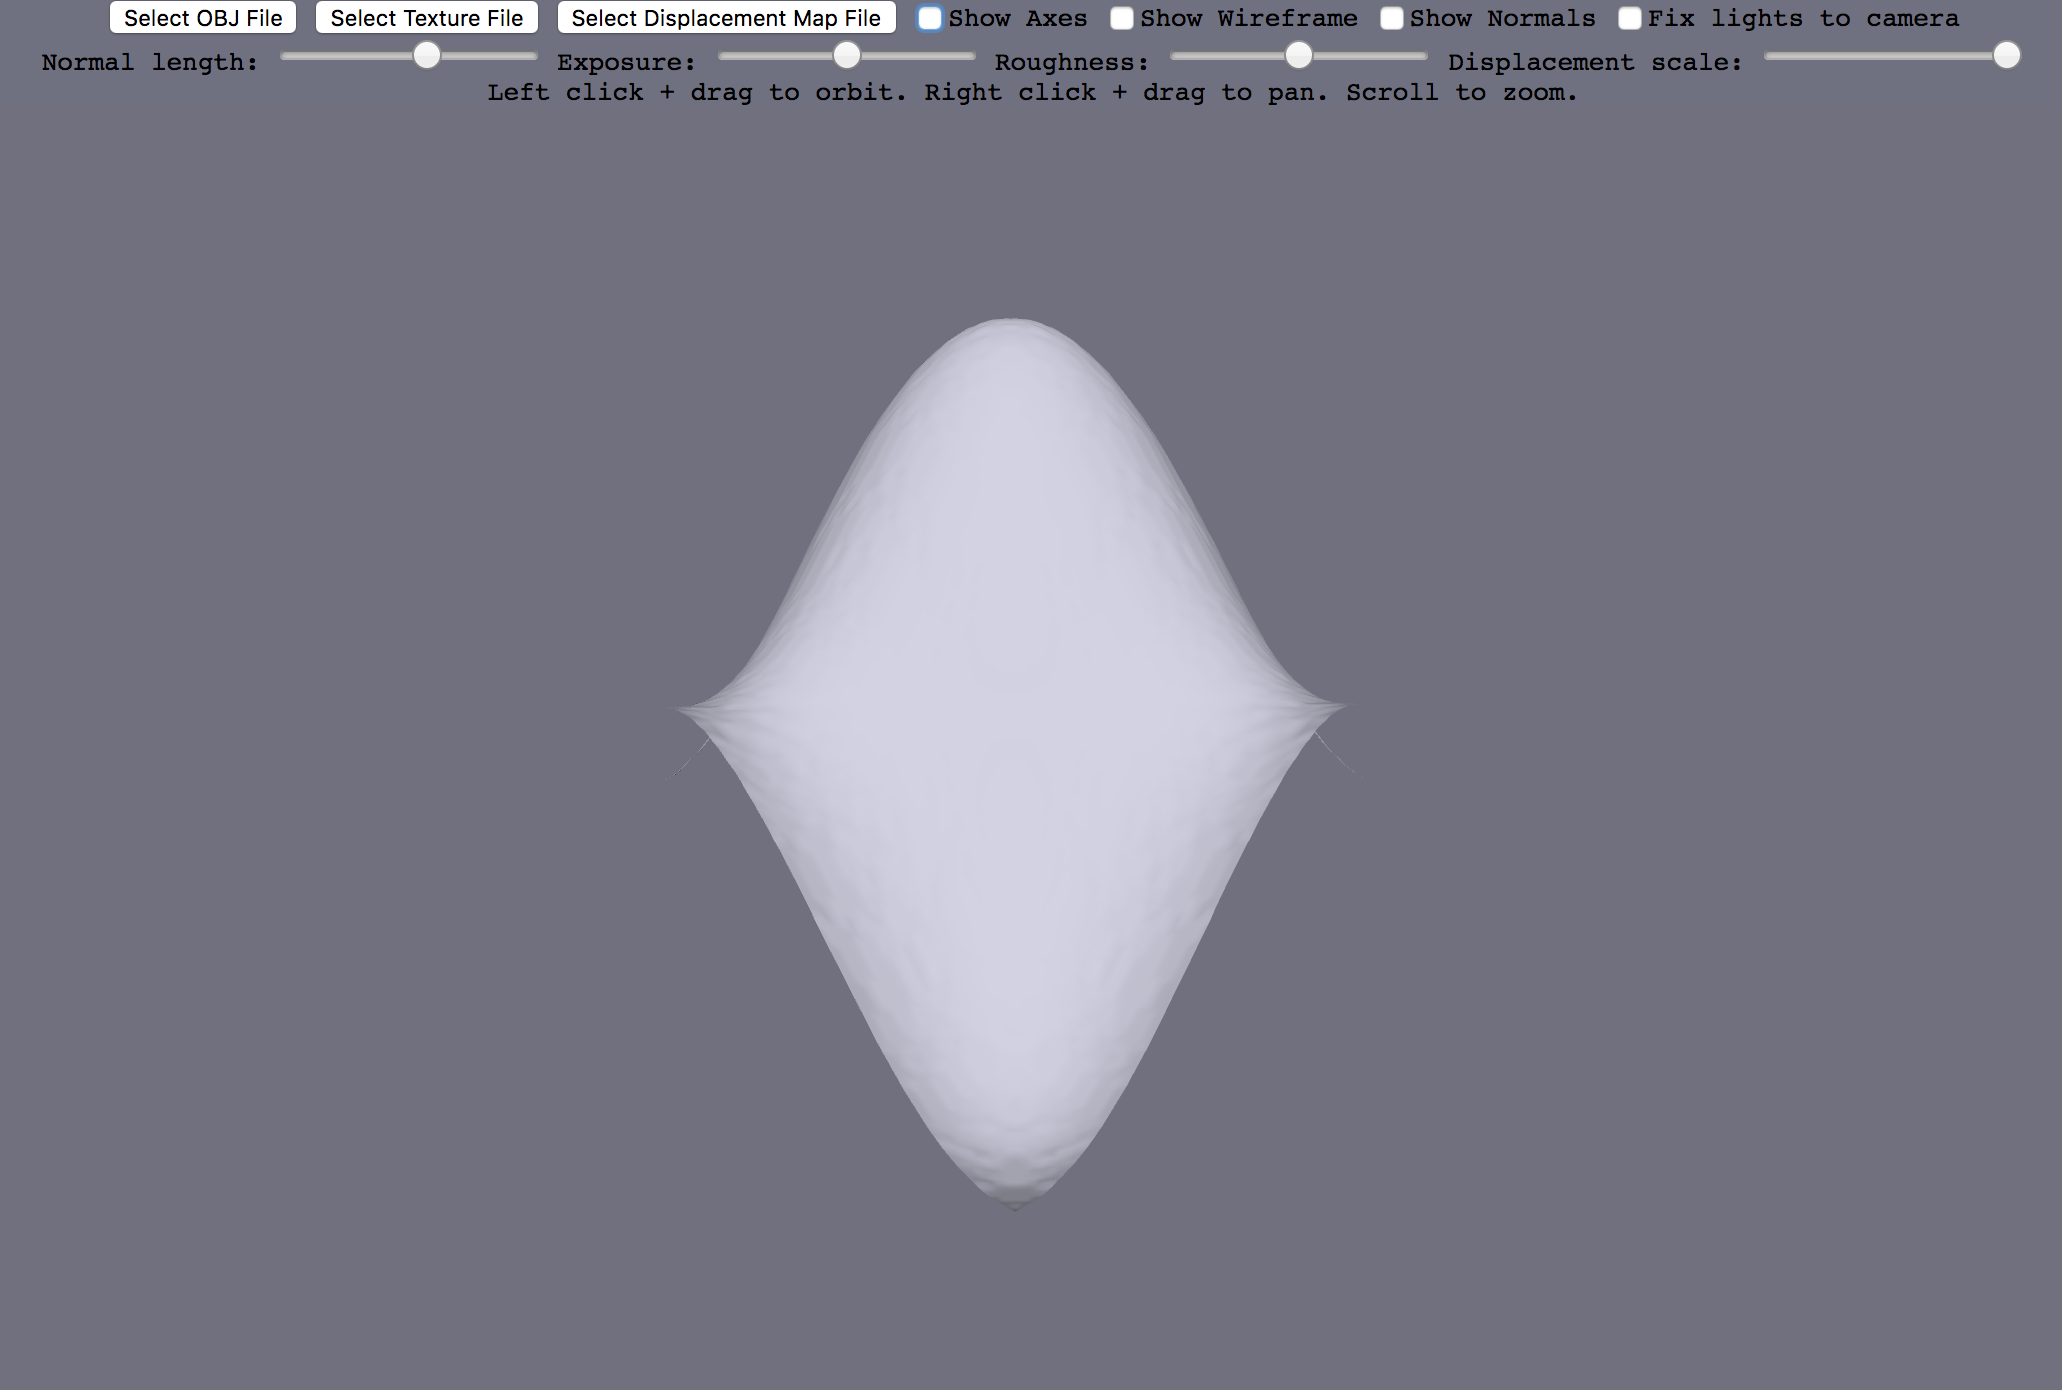 Select OBJ File Select Texture File Select Displacement Map File Show Axes Show Wireframe Show Normals Fix lights to camera
Normal length: Exposure: Roughness: Displacement scale:
Left click + drag to orbit. Right click + drag to pan. Scroll to zoom.